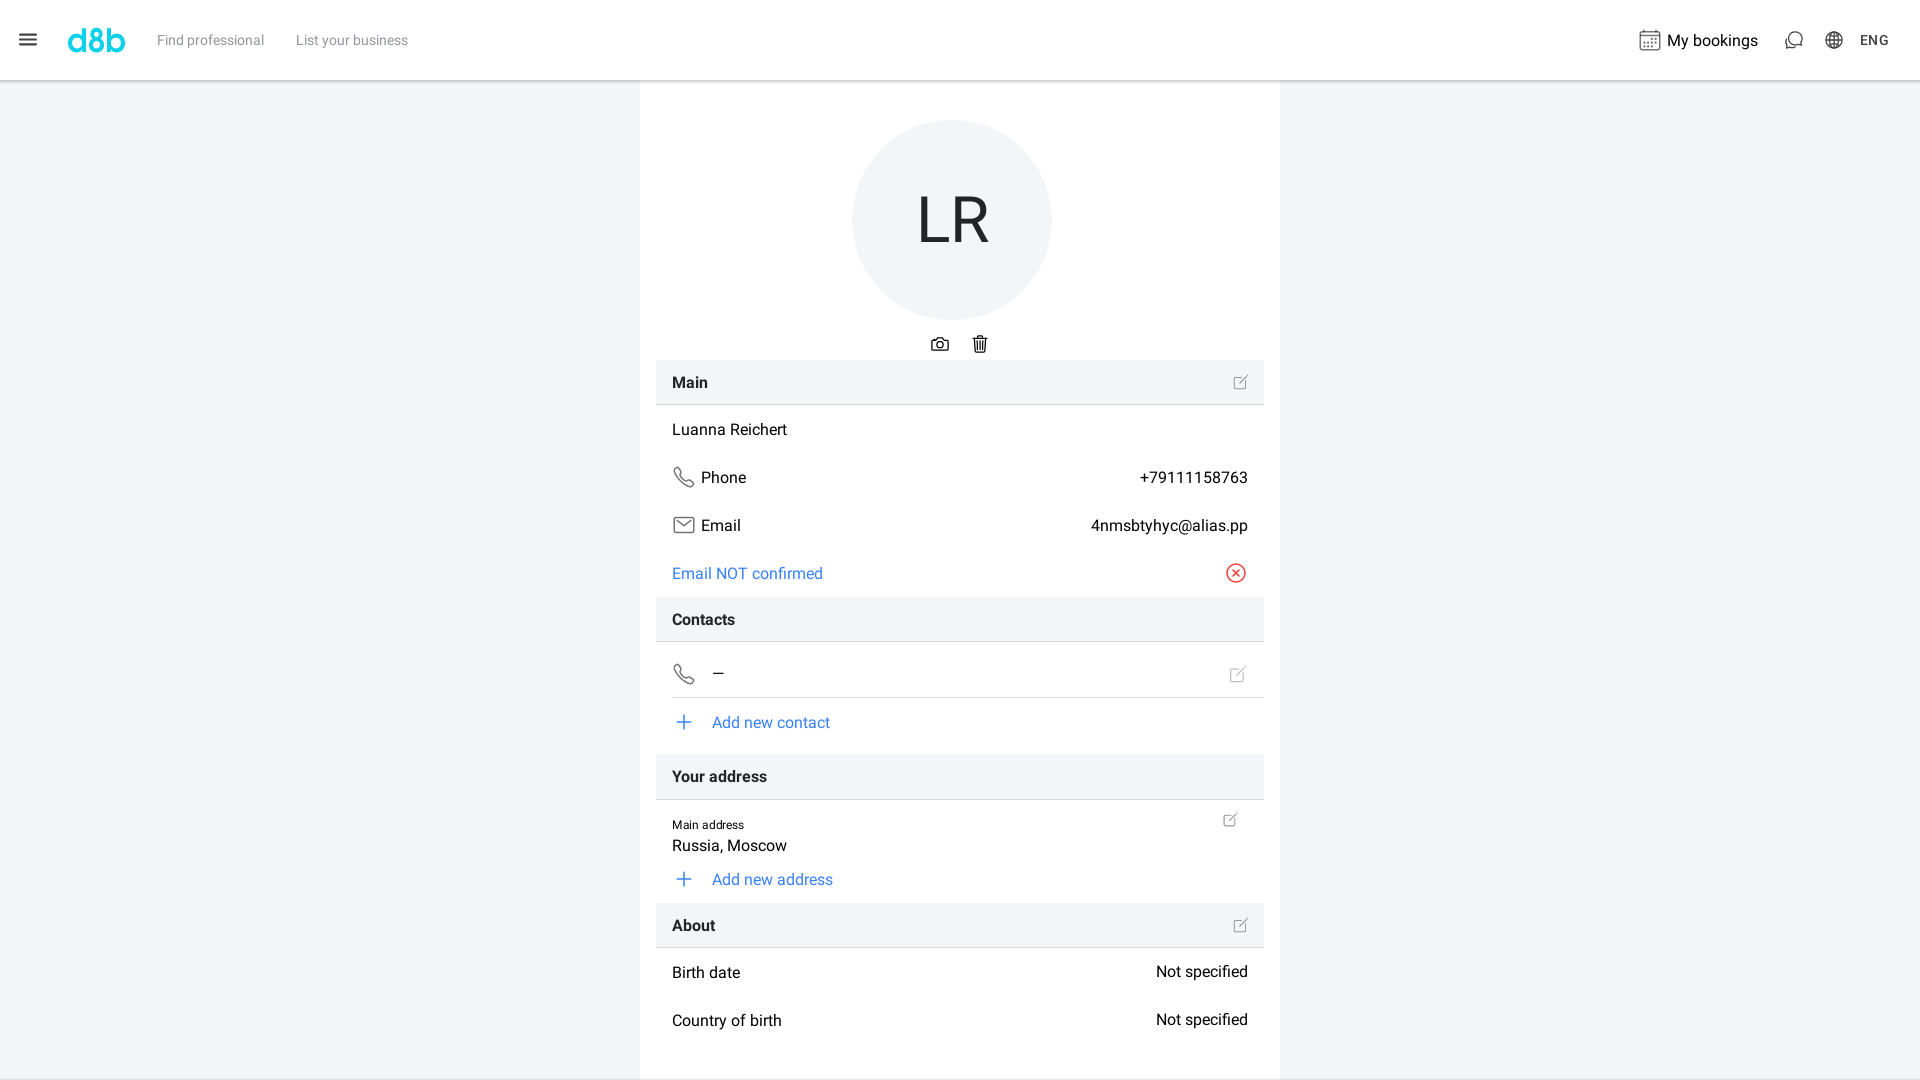 d8b Find professional List your business My bookings ENG
LR
Main
Luanna Reichert
Phone +79111158763
Email 4nmsbtyhyc@alias.pp
Email NOT confirmed
Contacts
—
Add new contact
Your address
Main address
Russia, Moscow
Add new address
About
Birth date Not specified
Country of birth Not specified